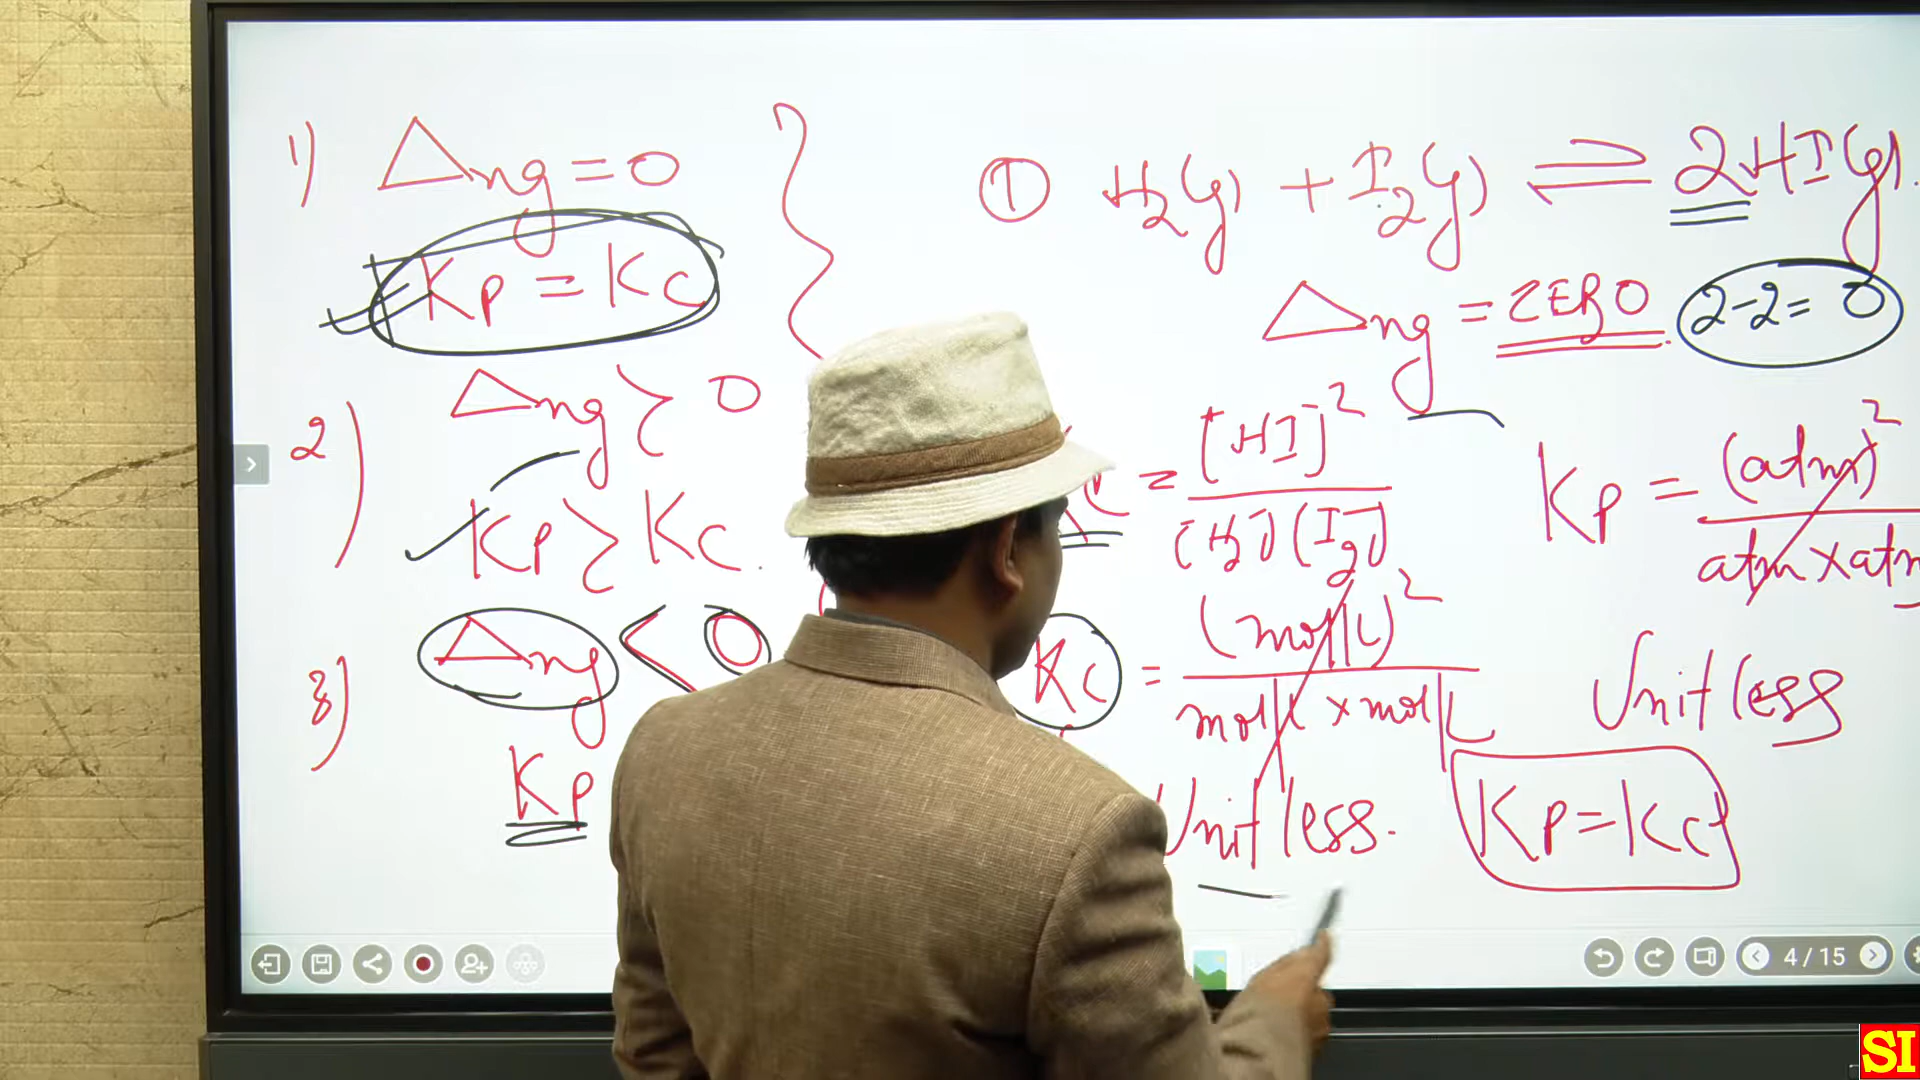 1) Δng = 0
Kp = Kc
2) Δng > 0
Kp > Kc.
3) Δng < 0
Kp
① H2(g) + I2(g) ⇌ 2HI(g).
Δng = ZERO 2-2= 0
= [HI]²
[H2] [I2]
Kc = (mol/L)²
mol/L × mol/L
Unitless.
Kp = (atm)²
atm × atm
Unitless
Kp = Kc
4 / 15
SI